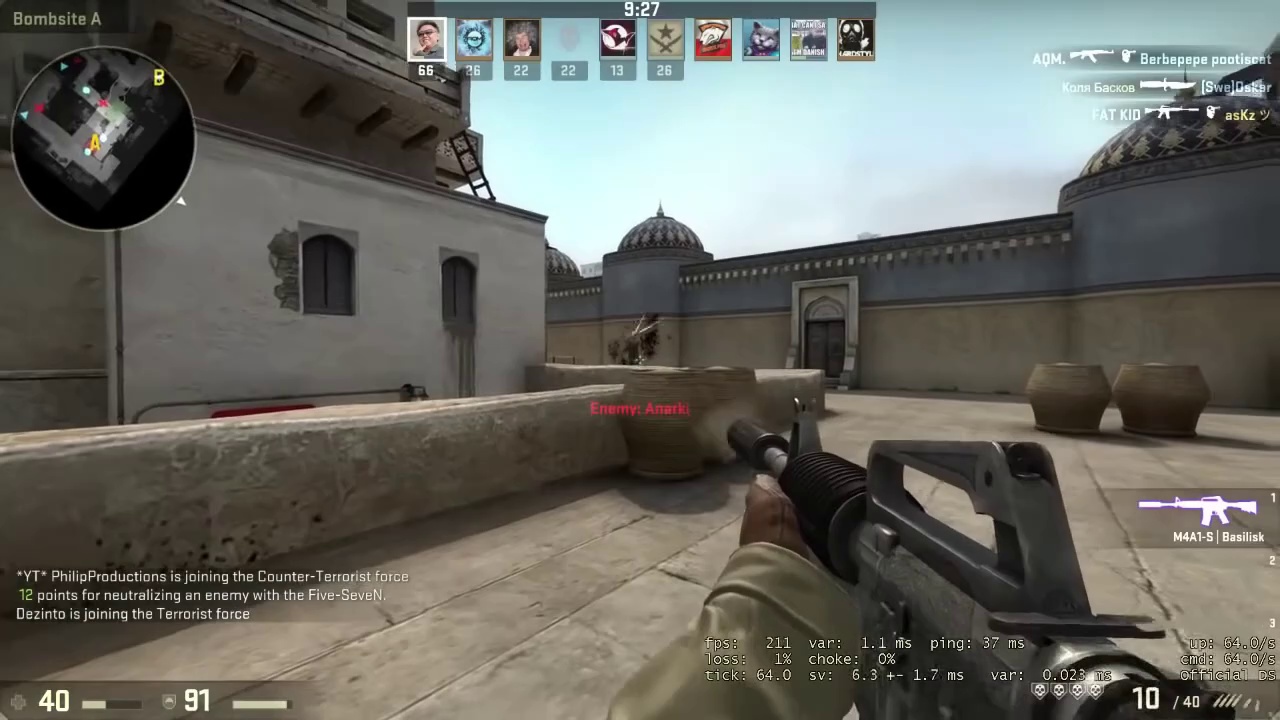 Bombsite A
9:27
B
A
66 26 22 22 13 26
AQM. Berbepepe pootiscat
Коля Басков [Swe]Osker
FAT KID asKz ツ
Enemy: Anarki
1
M4A1-S | Basilisk
2
3
*YT* PhilipProductions is joining the Counter-Terrorist force
12 points for neutralizing an enemy with the Five-SeveN.
Dezinto is joining the Terrorist force
fps: 211 var: 1.1 ms ping: 37 ms up: 64.0/s
loss: 1% choke: 0% cmd: 64.0/s
tick: 64.0 sv: 6.3 +- 1.7 ms var: 0.023 ms Official DS
40 91 10 / 40